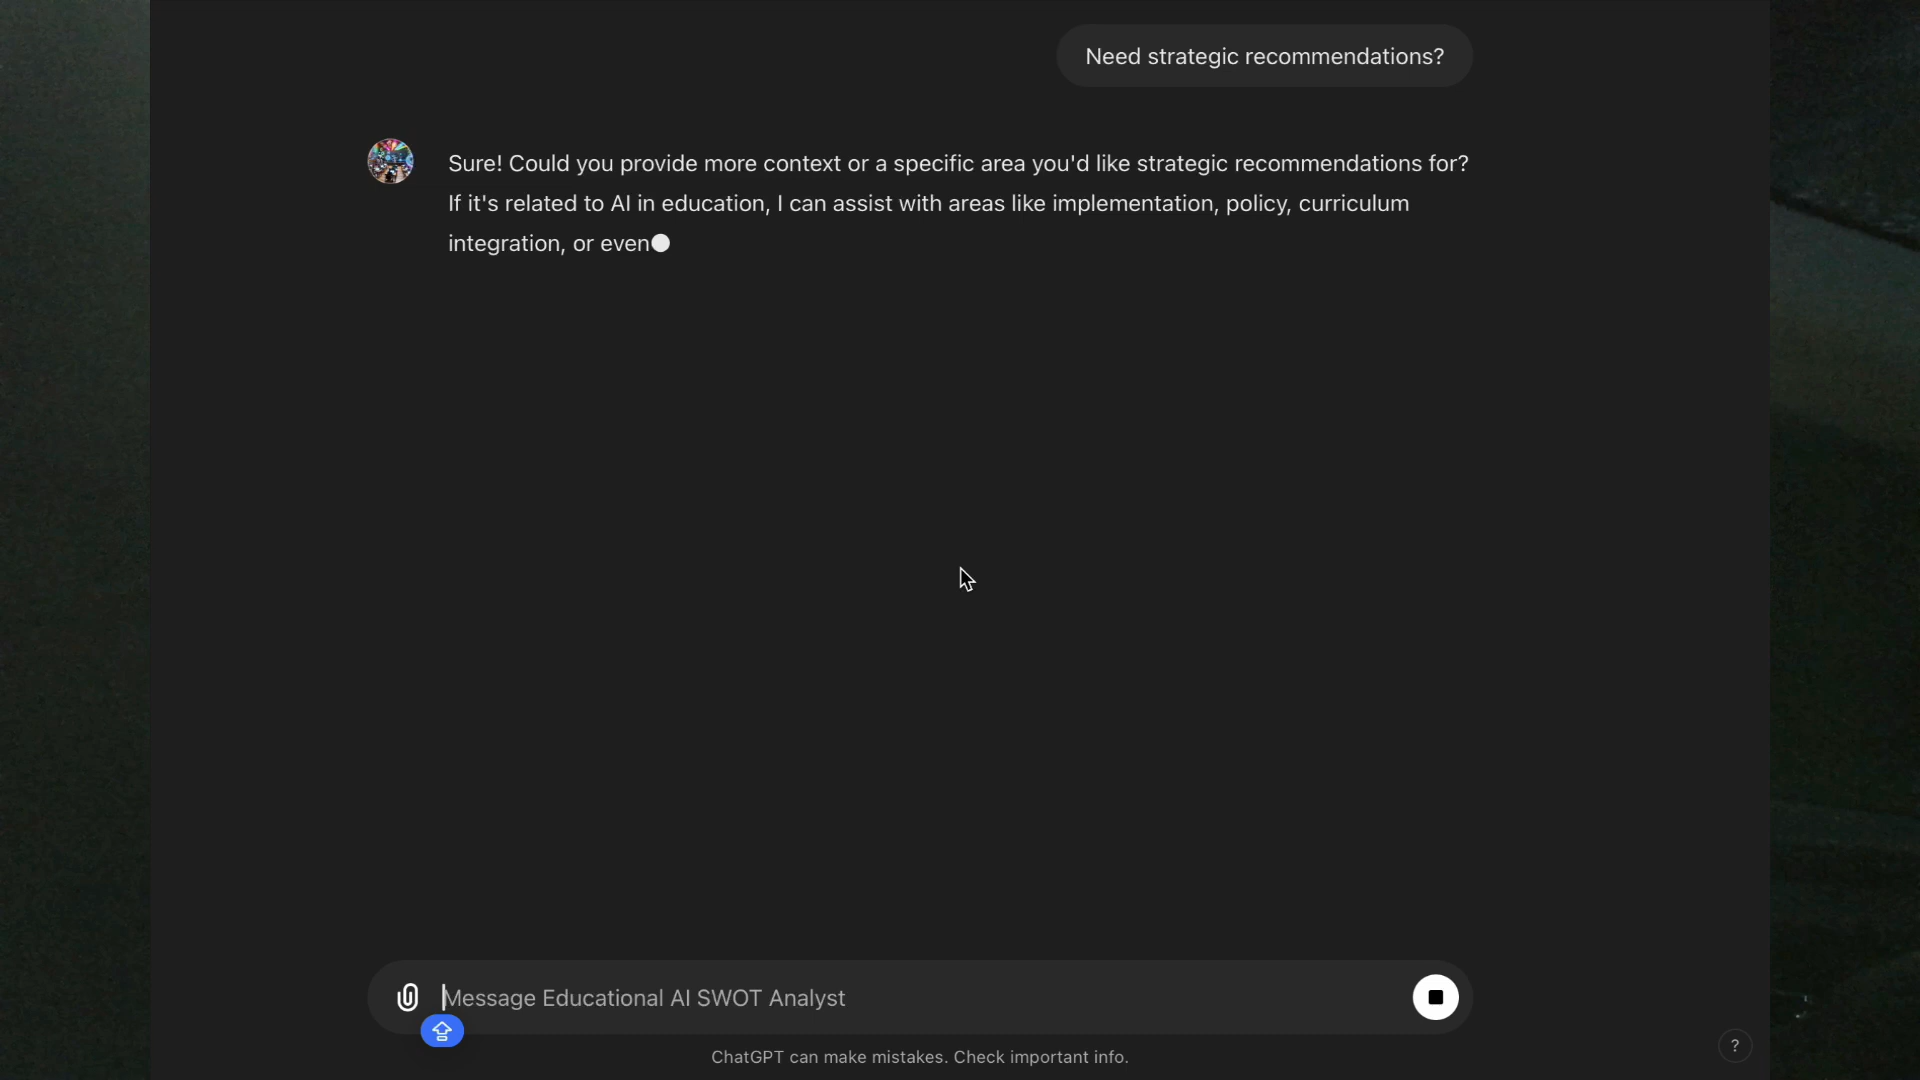 Need strategic recommendations?
Sure! Could you provide more context or a specific area you'd like strategic recommendations for?
If it's related to AI in education, I can assist with areas like implementation, policy, curriculum
integration, or even
Message Educational AI SWOT Analyst
ChatGPT can make mistakes. Check important info.
?